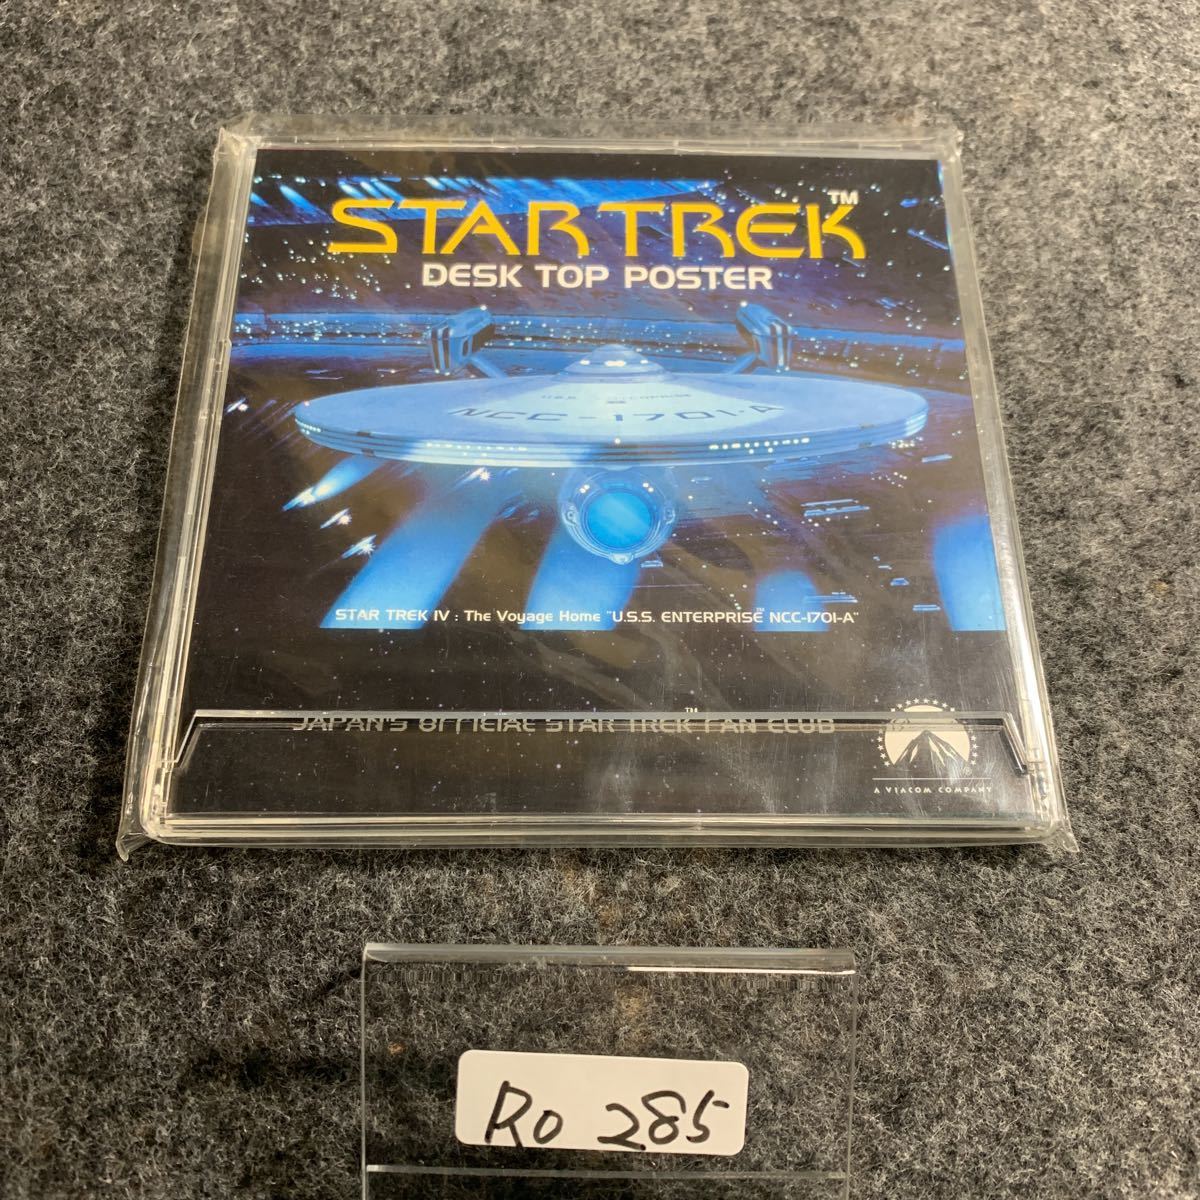 STAR TREK™
DESK TOP POSTER
U.S.S. ENTERPRISE
NCC-1701-A
STAR TREK IV : The Voyage Home "U.S.S. ENTERPRISE™ NCC-1701-A"
JAPAN'S OFFICIAL STAR TREK™ FAN CLUB
®
A VIACOM COMPANY
Ro 285